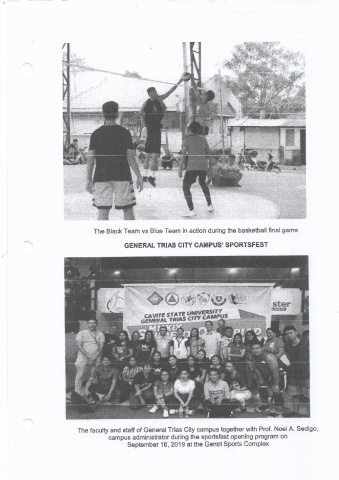 The Black Team vs Blue Team in action during the basketball final game
GENERAL TRIAS CITY CAMPUS' SPORTSFEST
CAVITE STATE UNIVERSITY
GENERAL TRIAS CITY CAMPUS
ster
The faculty and staff of General Trias City campus together with Prof. Noel A. Sedigo,
campus administrator during the sportsfest opening program on
September 18, 2019 at the Gentri Sports Complex